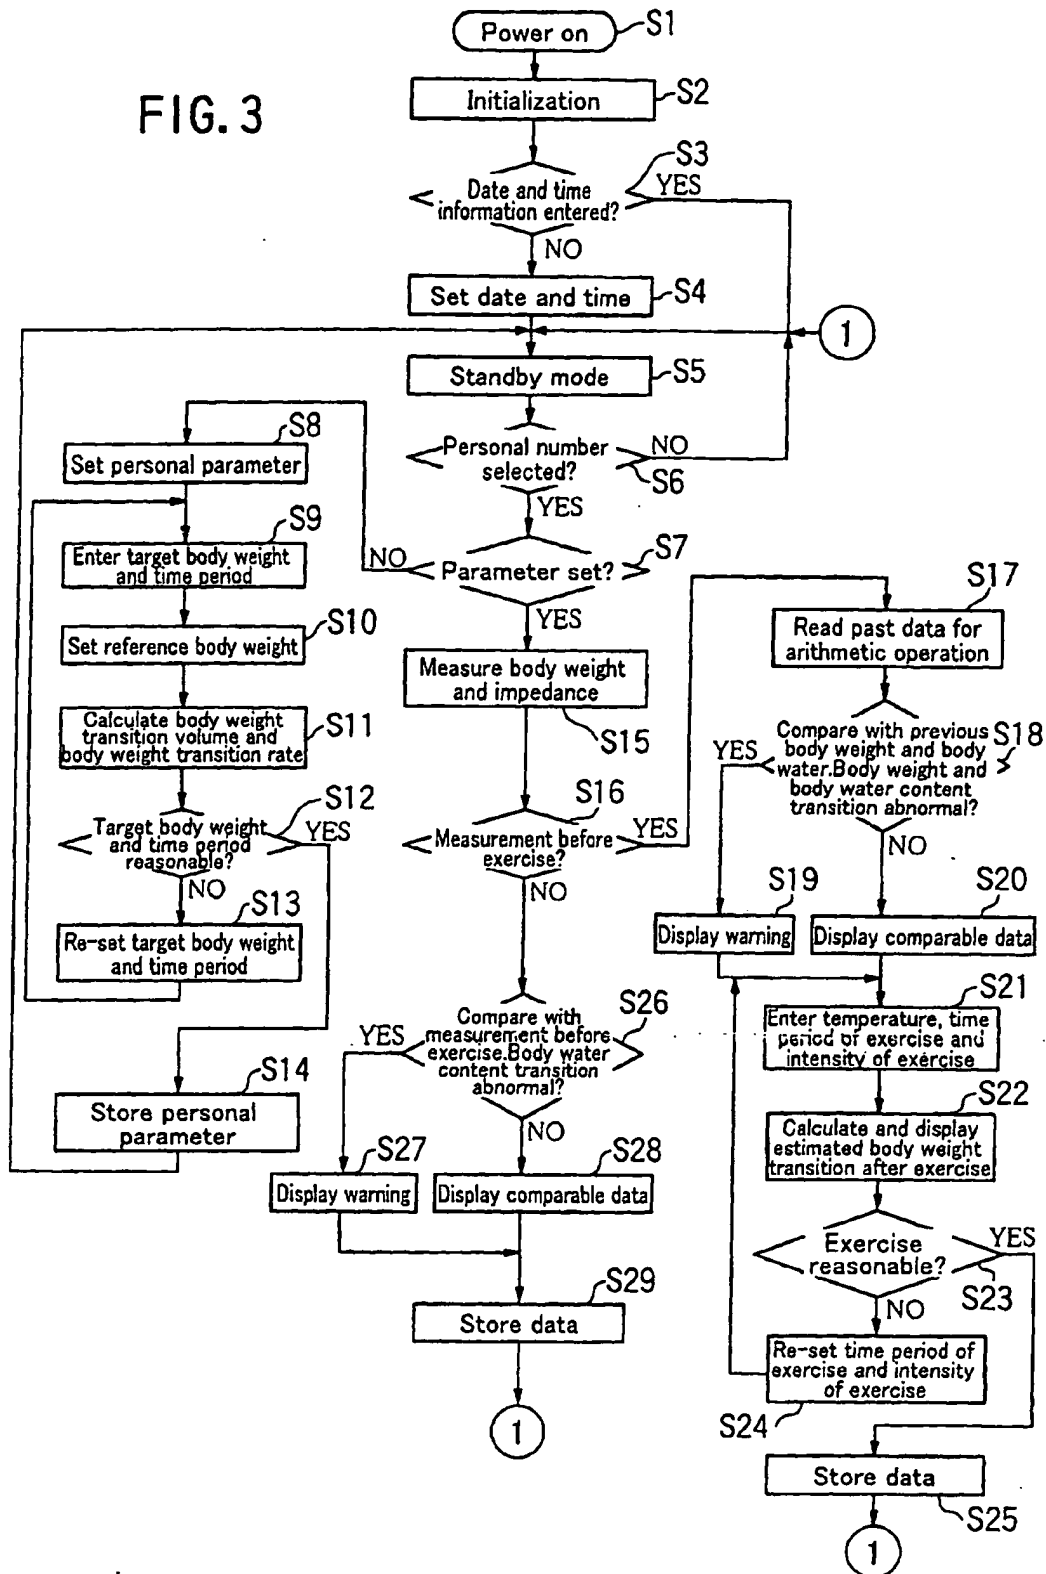 FIG. 3
Power on
S1
Initialization
S2
S3
Date and time
information entered?
YES
NO
Set date and time
S4
1
Standby mode
S5
Personal number
selected?
NO
S6
YES
S7
Parameter set?
NO
YES
S8
Set personal parameter
S9
Enter target body weight
and time period
S10
Set reference body weight
S11
Calculate body weight
transition volume and
body weight transition rate
S12
Target body weight
and time period
reasonable?
YES
NO
S13
Re-set target body weight
and time period
S14
Store personal
parameter
Measure body weight
and impedance
S15
S16
Measurement before
exercise?
YES
NO
S17
Read past data for
arithmetic operation
S18
Compare with previous
body weight and body
water.Body weight and
body water content
transition abnormal?
YES
NO
S19
Display warning
S20
Display comparable data
S21
Enter temperature, time
period of exercise and
intensity of exercise
S22
Calculate and display
estimated body weight
transition after exercise
Exercise
reasonable?
YES
S23
NO
Re-set time period of
exercise and intensity
of exercise
S24
Store data
S25
1
S26
Compare with
measurement before
exercise.Body water
content transition
abnormal?
YES
NO
S27
Display warning
S28
Display comparable data
S29
Store data
1